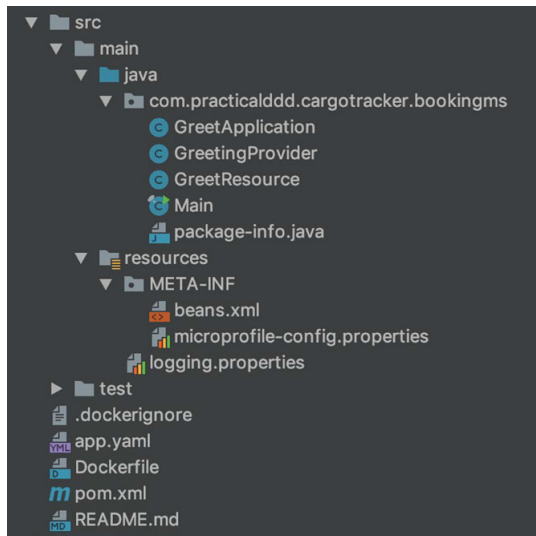 src
main
java
com.practicalddd.cargotracker.bookingms
GreetApplication
GreetingProvider
GreetResource
Main
package-info.java
resources
META-INF
beans.xml
microprofile-config.properties
logging.properties
test
.dockerignore
app.yaml
Dockerfile
pom.xml
README.md